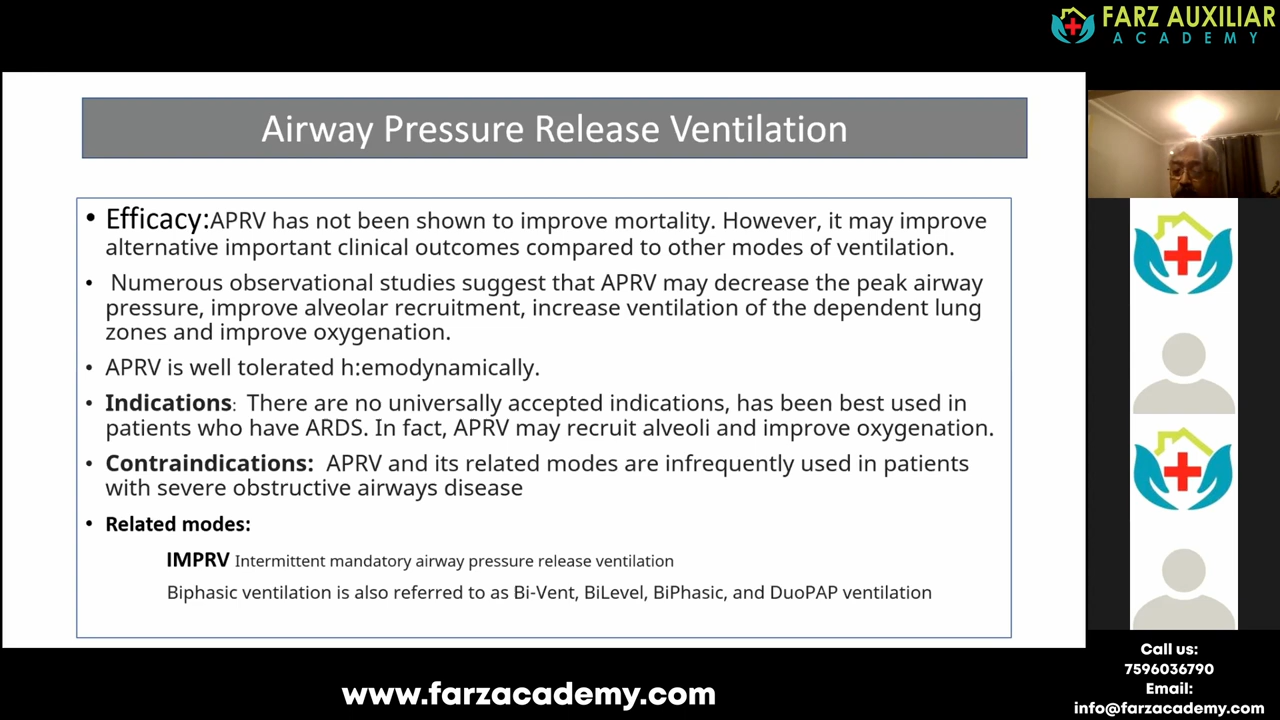 FARZ AUXILIAR
ACADEMY
Airway Pressure Release Ventilation
• Efficacy:APRV has not been shown to improve mortality. However, it may improve
alternative important clinical outcomes compared to other modes of ventilation.
• Numerous observational studies suggest that APRV may decrease the peak airway
pressure, improve alveolar recruitment, increase ventilation of the dependent lung
zones and improve oxygenation.
• APRV is well tolerated h:emodynamically.
• Indications: There are no universally accepted indications, has been best used in
patients who have ARDS. In fact, APRV may recruit alveoli and improve oxygenation.
• Contraindications: APRV and its related modes are infrequently used in patients
with severe obstructive airways disease
• Related modes:
IMPRV Intermittent mandatory airway pressure release ventilation
Biphasic ventilation is also referred to as Bi-Vent, BiLevel, BiPhasic, and DuoPAP ventilation
Call us:
7596036790
Email:
info@farzacademy.com
www.farzacademy.com